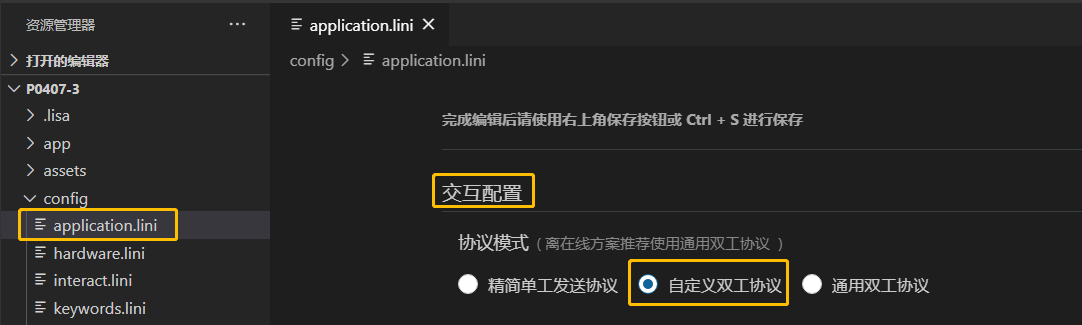 资源管理器 ···
打开的编辑器
P0407-3
.lisa
app
assets
config
application.lini
hardware.lini
interact.lini
keywords.lini
application.lini
config application.lini
完成编辑后请使用右上角保存按钮或 Ctrl + S 进行保存
交互配置
协议模式 ( 离在线方案推荐使用通用双工协议 )
精简单工发送协议 自定义双工协议 通用双工协议